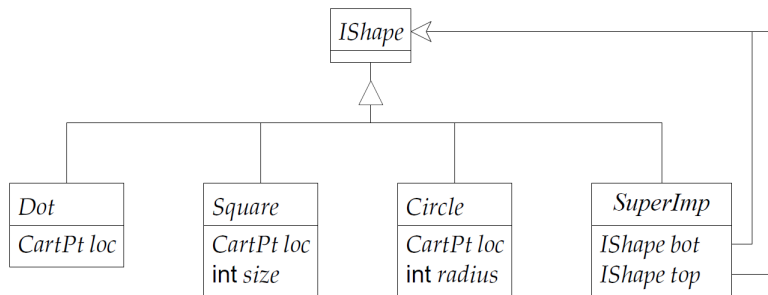 IShape
Dot
CartPt loc
Square
CartPt loc
int size
Circle
CartPt loc
int radius
SuperImp
IShape bot
IShape top